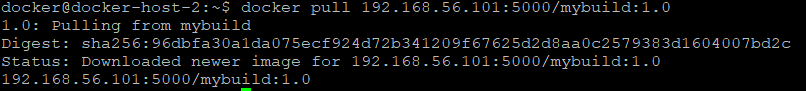 docker@docker-host-2:~$ docker pull 192.168.56.101:5000/mybuild:1.0
1.0: Pulling from mybuild
Digest: sha256:96dbfa30a1da075ecf924d72b341209f67625d2d8aa0c2579383d1604007bd2c
Status: Downloaded newer image for 192.168.56.101:5000/mybuild:1.0
192.168.56.101:5000/mybuild:1.0